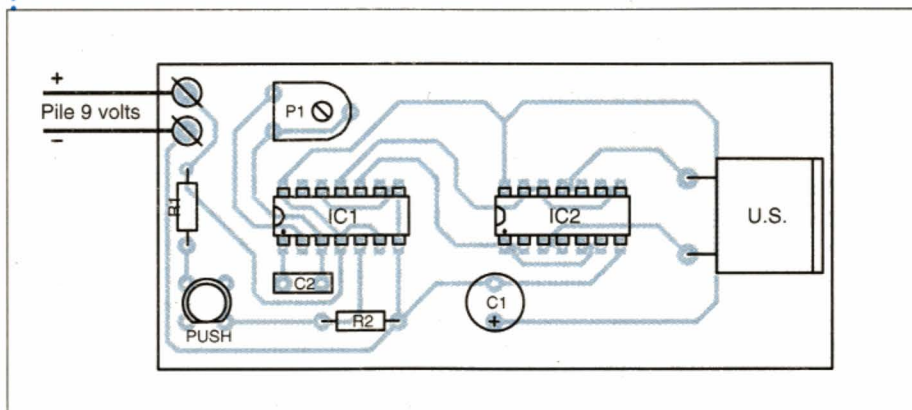 +
Pile 9 volts
−
P1
R1
IC1
IC2
U.S.
C2
C1
+
PUSH
R2